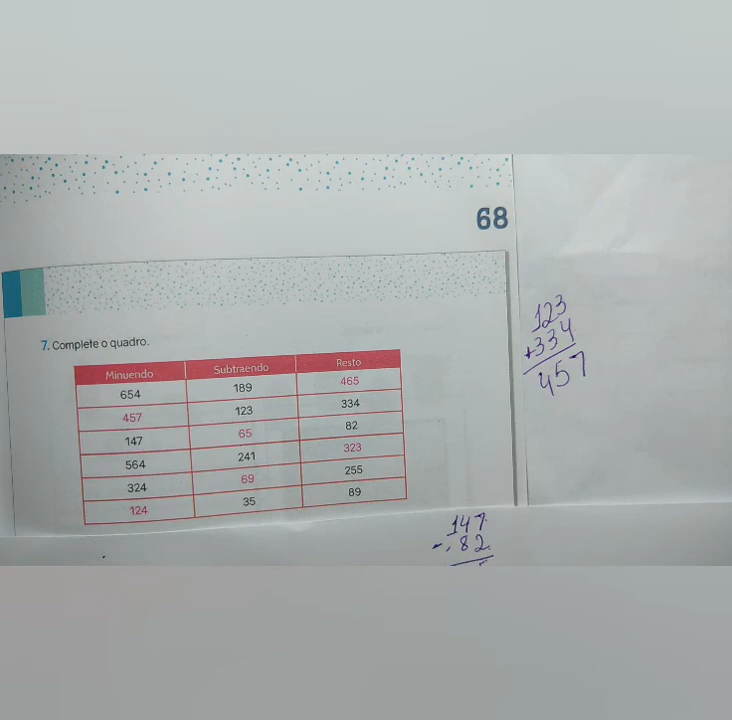 68
7. Complete o quadro.
Minuendo Subtraendo Resto
654 189 465
457 123 334
147 65 82
564 241 323
324 69 255
124 35 89
123
+334
457
147
- 82